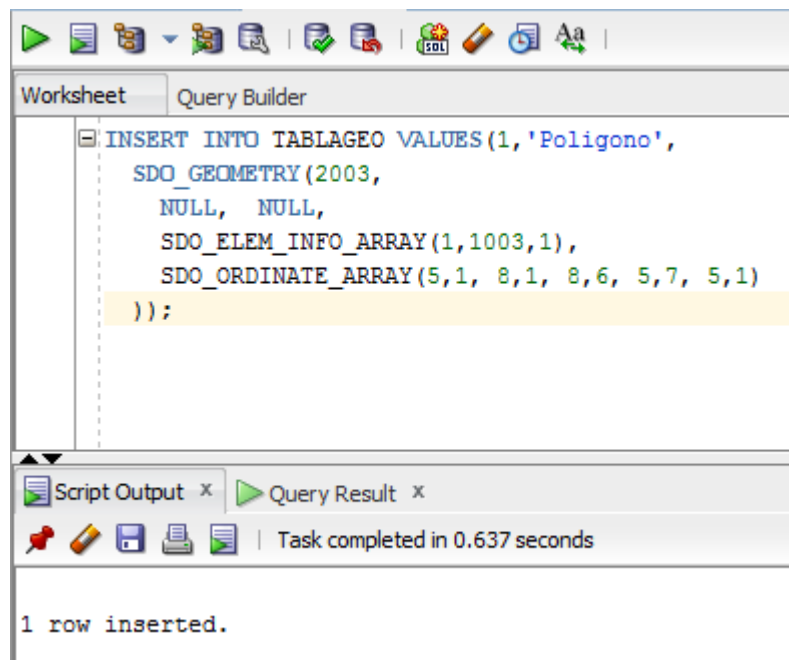 SQL
Aa
Worksheet
Query Builder
INSERT INTO TABLAGEO VALUES(1,'Poligono',
SDO_GEOMETRY(2003,
NULL, NULL,
SDO_ELEM_INFO_ARRAY(1,1003,1),
SDO_ORDINATE_ARRAY(5,1, 8,1, 8,6, 5,7, 5,1)
));
Script Output x
Query Result x
Task completed in 0.637 seconds
1 row inserted.